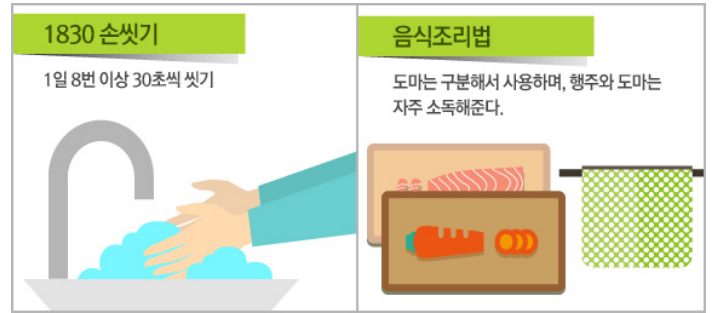 1830 손씻기
1일 8번 이상 30초씩 씻기
음식조리법
도마는 구분해서 사용하며, 행주와 도마는
자주 소독해준다.